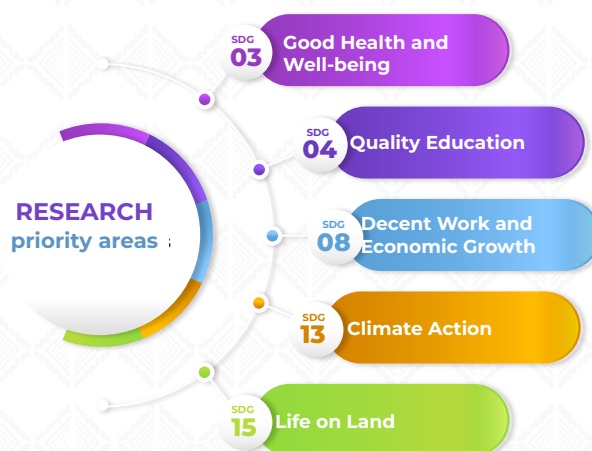 SDG
03
Good Health and
Well-being
SDG
04
Quality Education
RESEARCH
priority areas
SDG
08
Decent Work and
Economic Growth
SDG
13
Climate Action
SDG
15
Life on Land